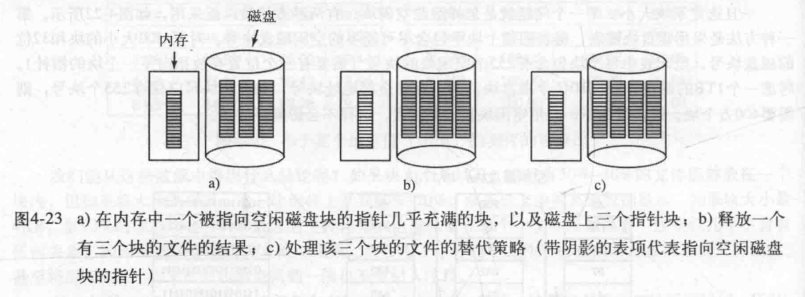 磁盘
内存
a)
b)
c)
图4-23 a) 在内存中一个被指向空闲磁盘块的指针几乎充满的块，以及磁盘上三个指针块，b) 释放一个
有三个块的文件的结果，c) 处理该三个块的文件的替代策略（带阴影的表项代表指向空闲磁盘
块的指针）